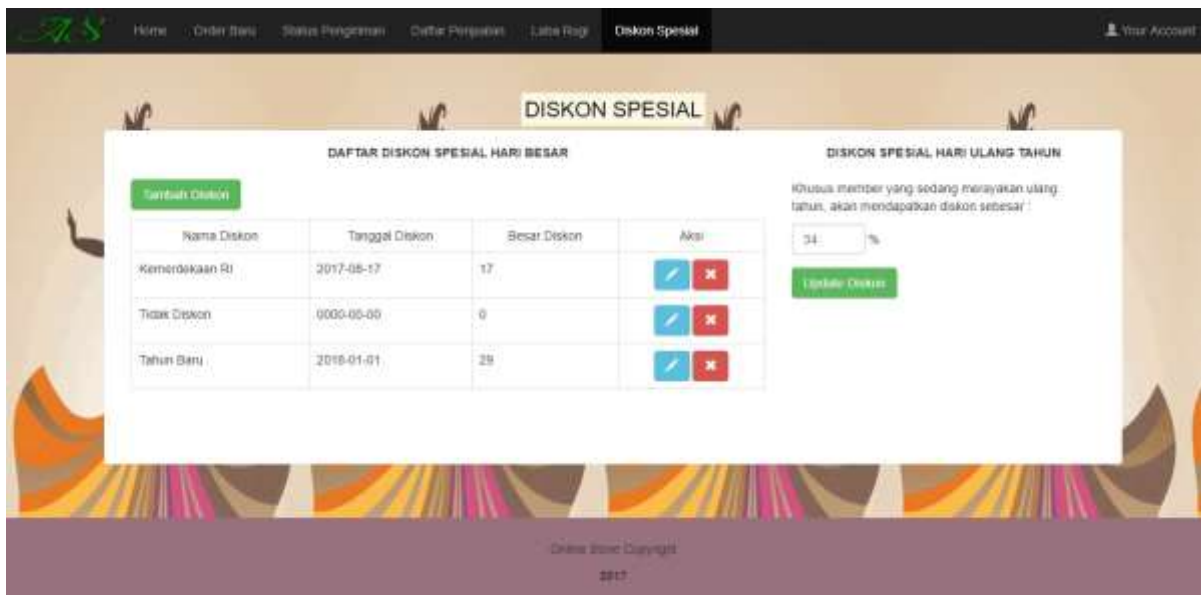 AS
Home Order Baru Status Pengiriman Daftar Penjualan Laba Rugi Diskon Spesial Your Account
DISKON SPESIAL
DAFTAR DISKON SPESIAL HARI BESAR
Tambah Diskon
Nama Diskon Tanggal Diskon Besar Diskon Aksi
Kemerdekaan RI 2017-08-17 17
Tidak Diskon 0000-00-00 0
Tahun Baru 2018-01-01 29
DISKON SPESIAL HARI ULANG TAHUN
Khusus member yang sedang merayakan ulang
tahun, akan mendapatkan diskon sebesar :
34 %
Update Diskon
Online Store Copyright
2017